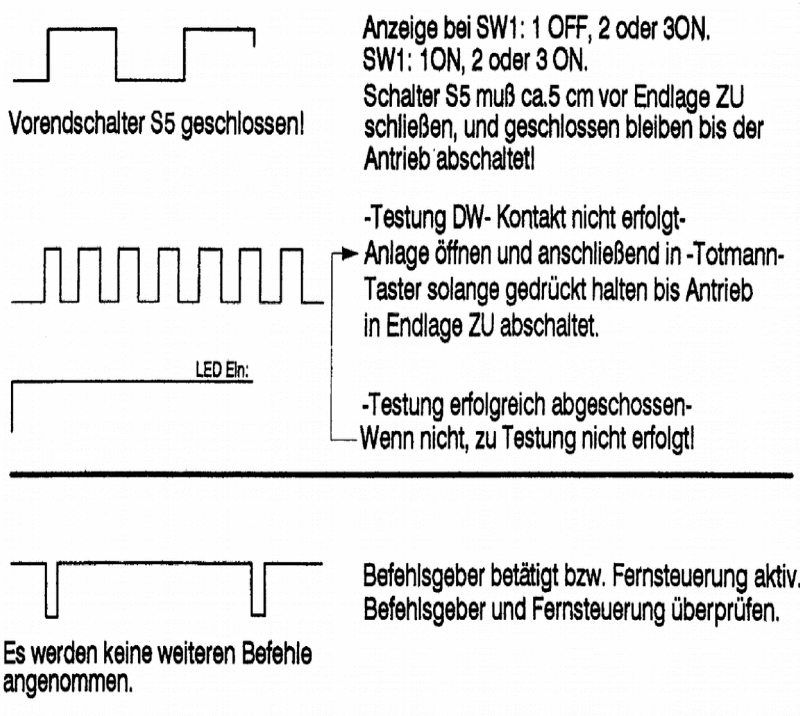 Anzeige bei SW1: 1 OFF, 2 oder 3ON.
SW1: 1ON, 2 oder 3 ON.
Schalter S5 muß ca.5 cm vor Endlage ZU
schließen, und geschlossen bleiben bis der
Antrieb abschaltet!
Vorendschalter S5 geschlossen!
-Testung DW- Kontakt nicht erfolgt-
Anlage öffnen und anschließend in -Totmann-
Taster solange gedrückt halten bis Antrieb
in Endlage ZU abschaltet.
LED Ein:
-Testung erfolgreich abgeschossen-
Wenn nicht, zu Testung nicht erfolgt!
Befehlsgeber betätigt bzw. Fernsteuerung aktiv.
Befehlsgeber und Fernsteuerung überprüfen.
Es werden keine weiteren Befehle
angenommen.